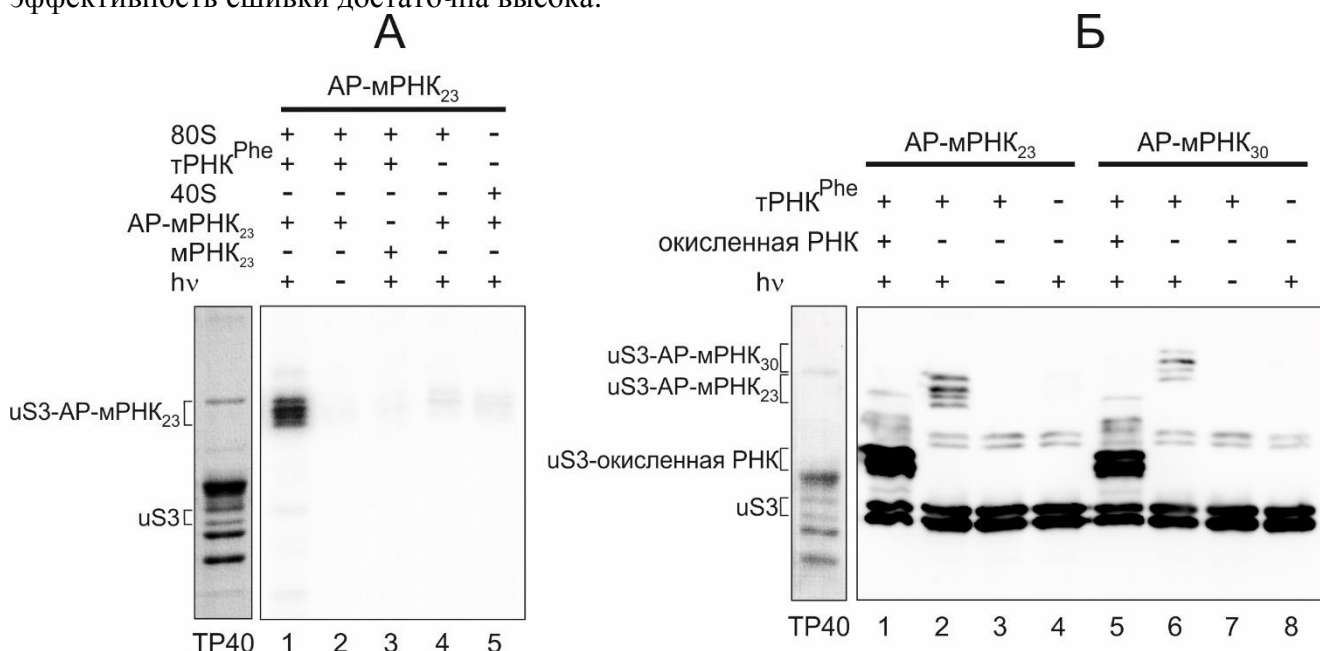 эффективность сшивки достаточна высока.
А
АР-мРНК23
80S + + + + -
тРНКPhe + + + - -
40S - - - - +
АР-мРНК23 + + - + +
мРНК23 - - + - -
hν + - + + +
uS3-АР-мРНК23
uS3
ТР40 1 2 3 4 5
Б
АР-мРНК23 АР-мРНК30
тРНКPhe + + + - + + + -
окисленная РНК + - - - + - - -
hν + + - + + + - +
uS3-АР-мРНК30
uS3-АР-мРНК23
uS3-окисленная РНК
uS3
ТР40 1 2 3 4 5 6 7 8